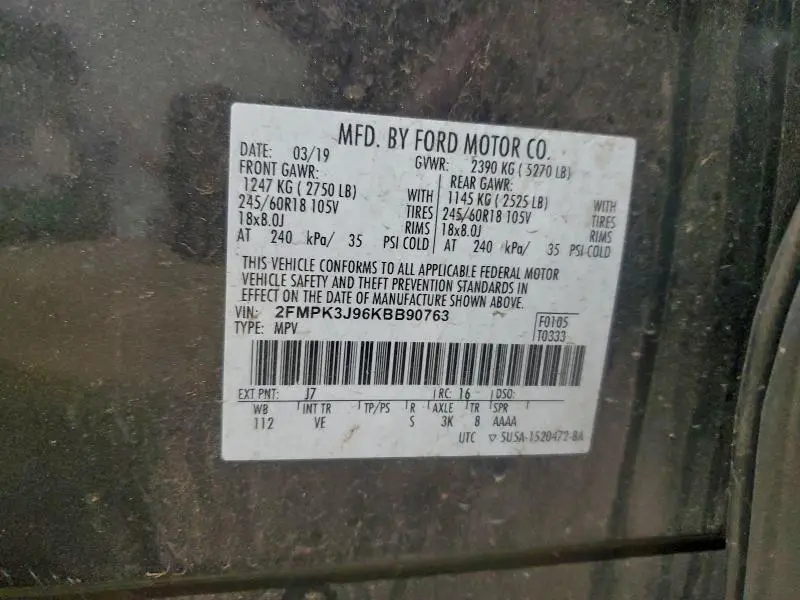 MFD. BY FORD MOTOR CO.
DATE: 03/19 GVWR: 2390 KG ( 5270 LB)
FRONT GAWR: REAR GAWR:
1247 KG ( 2750 LB) WITH 1145 KG ( 2525 LB) WITH
245/60R18 105V TIRES 245/60R18 105V TIRES
18x8.0J RIMS 18x8.0J RIMS
AT 240 kPa/ 35 PSI COLD AT 240 kPa/ 35 PSI COLD
THIS VEHICLE CONFORMS TO ALL APPLICABLE FEDERAL MOTOR
VEHICLE SAFETY AND THEFT PREVENTION STANDARDS IN
EFFECT ON THE DATE OF MANUFACTURE SHOWN ABOVE.
VIN: 2FMPK3J96KBB90763 F0105
TYPE: MPV T0333
EXT PNT: J7 RC: 16 DSO:
WB INT TR TP/PS R AXLE TR SPR
112 VE S 3K 8 AAAA
UTC ▽ 5U5A-1520472-BA